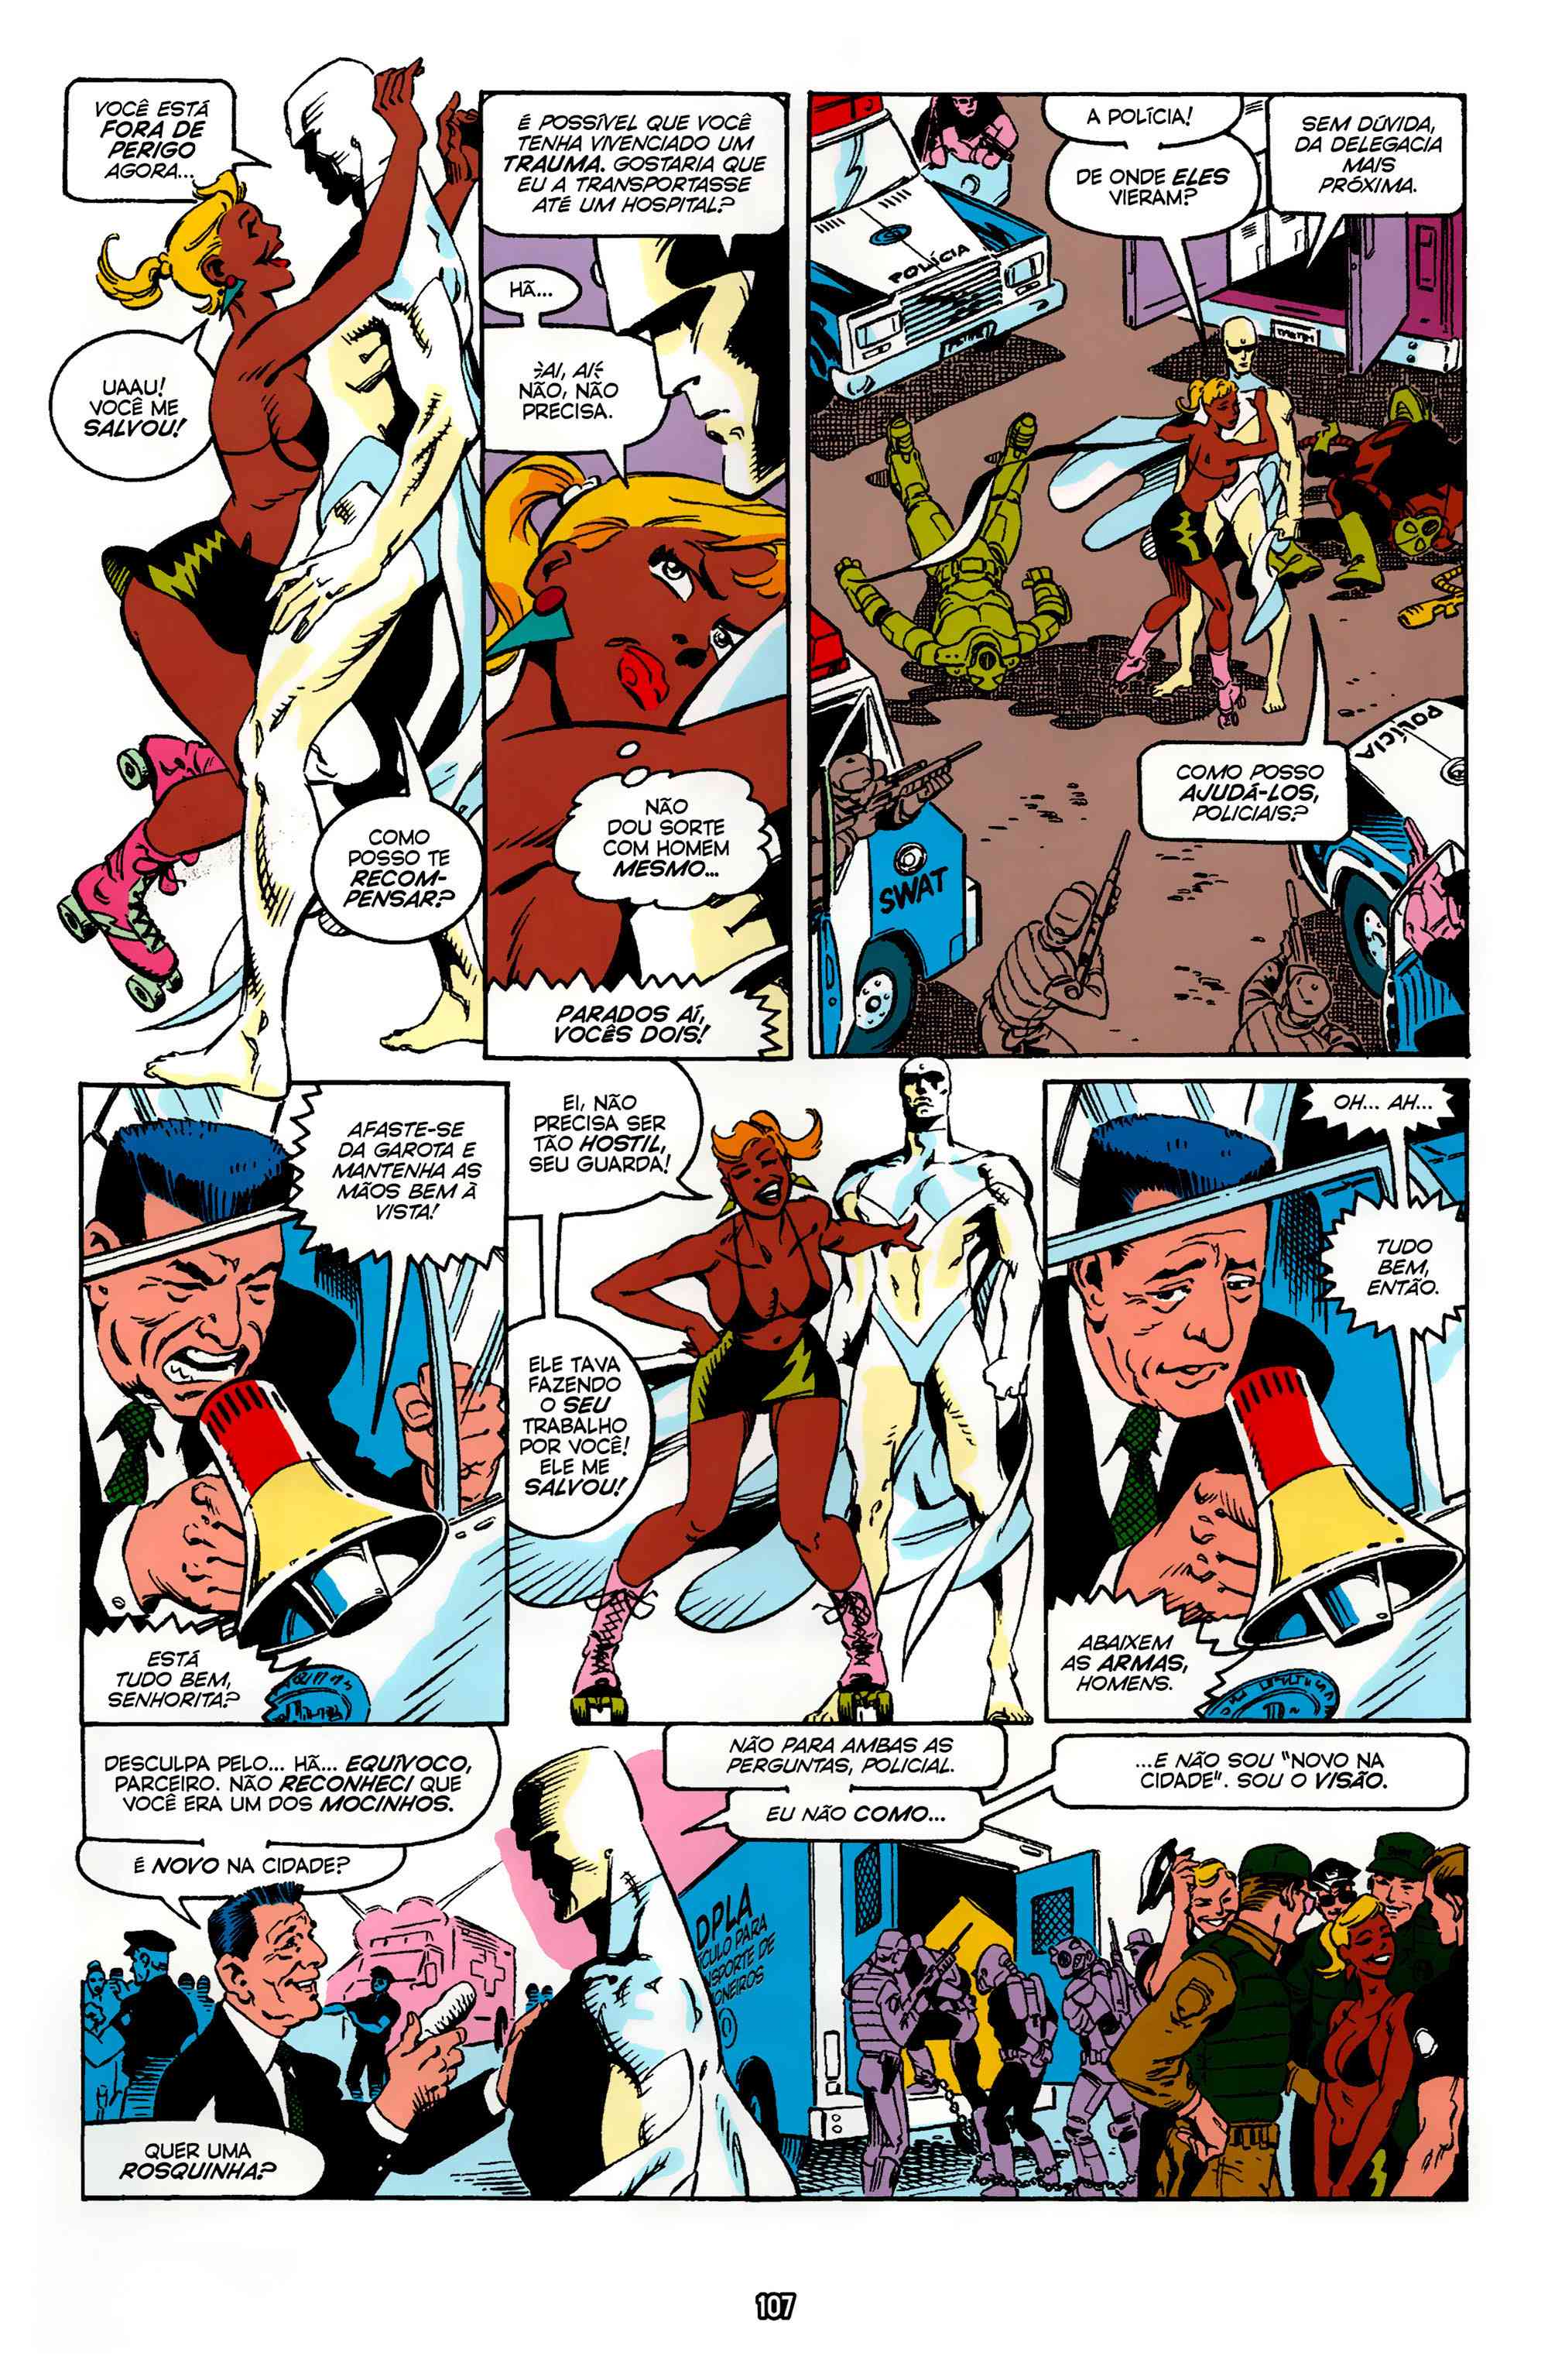 VOCÊ ESTÁ
FORA DE
PERIGO
AGORA...
UAAU!
VOCÊ ME
SALVOU!
COMO
POSSO TE
RECOM-
PENSAR?
É POSSÍVEL QUE VOCÊ
TENHA VIVENCIADO UM
TRAUMA. GOSTARIA QUE
EU A TRANSPORTASSE
ATÉ UM HOSPITAL?
HÃ...
AI, AI
NÃO, NÃO
PRECISA.
NÃO
DOU SORTE
COM HOMEM
MESMO...
PARADOS AÍ,
VOCÊS DOIS!
A POLÍCIA!
DE ONDE ELES
VIERAM?
SEM DÚVIDA,
DA DELEGACIA
MAIS
PRÓXIMA.
POLÍCIA
COMO POSSO
AJUDÁ-LOS,
POLICIAIS?
SWAT
POLÍCIA
AFASTE-SE
DA GAROTA E
MANTENHA AS
MÃOS BEM À
VISTA!
ESTÁ
TUDO BEM,
SENHORITA?
EI, NÃO
PRECISA SER
TÃO HOSTIL,
SEU GUARDA!
ELE TAVA
FAZENDO
O SEU
TRABALHO
POR VOCÊ!
ELE ME
SALVOU!
OH... AH...
TUDO
BEM,
ENTÃO.
ABAIXEM
AS ARMAS,
HOMENS.
DESCULPA PELO... HÃ... EQUÍVOCO,
PARCEIRO. NÃO RECONHECI QUE
VOCÊ ERA UM DOS MOCINHOS.
É NOVO NA CIDADE?
QUER UMA
ROSQUINHA?
NÃO PARA AMBAS AS
PERGUNTAS, POLICIAL.
EU NÃO COMO...
...E NÃO SOU "NOVO NA
CIDADE". SOU O VISÃO.
DPLA
ÍCULO PARA
NSPORTE DE
IONEIROS
107